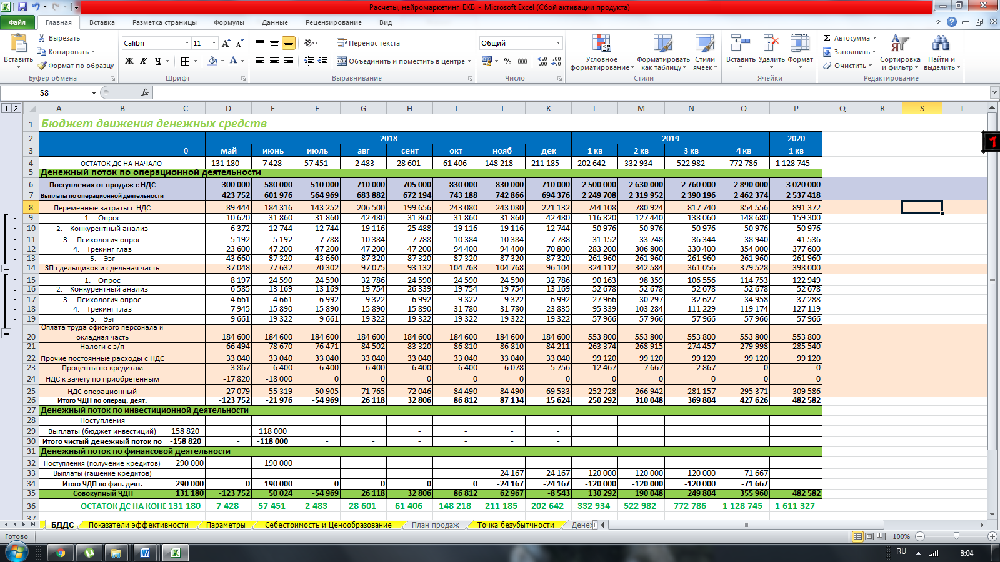 Расчеты, нейромаркетинг_ЕКБ - Microsoft Excel (Сбой активации продукта)
Файл Главная Вставка Разметка страницы Формулы Данные Рецензирование Вид
Вставить Вырезать Копировать Формат по образцу Буфер обмена
Calibri 11 Ж К Ч Шрифт
Перенос текста Объединить и поместить в центре Выравнивание
Общий % 000 Число
Условное форматирование Форматировать как таблицу Стили ячеек Стили
Вставить Удалить Формат Ячейки
Σ Автосумма Заполнить Очистить Сортировка и фильтр Найти и выделить Редактирование
S8 fx
1 2 A B C D E F G H I J K L M N O P Q R S T
1 Бюджет движения денежных средств
2 2018 2019 2020
3 0 май июнь июль авг сент окт нояб дек 1 кв 2 кв 3 кв 4 кв 1 кв
4 ОСТАТОК ДС НА НАЧАЛО - 131 180 7 428 57 451 2 483 28 601 61 406 148 218 211 185 202 642 332 934 522 982 772 786 1 128 745
5 Денежный поток по операционной деятельности
6 Поступления от продаж с НДС 300 000 580 000 510 000 710 000 705 000 830 000 830 000 710 000 2 500 000 2 630 000 2 760 000 2 890 000 3 020 000
7 Выплаты по операционной деятельности 423 752 601 976 564 969 683 882 672 194 743 188 742 866 694 376 2 249 708 2 319 952 2 390 196 2 462 374 2 537 418
8 Переменные затраты с НДС 89 444 184 316 143 252 206 500 199 656 243 080 243 080 221 132 744 108 780 924 817 740 854 556 891 372
9 1. Опрос 10 620 31 860 31 860 42 480 31 860 31 860 31 860 42 480 116 820 127 440 138 060 148 680 159 300
10 2. Конкурентный анализ 6 372 12 744 12 744 19 116 25 488 19 116 19 116 12 744 50 976 50 976 50 976 50 976 50 976
11 3. Психологич опрос 5 192 5 192 7 788 10 384 7 788 10 384 10 384 7 788 31 152 33 748 36 344 38 940 41 536
12 4. Трекинг глаз 23 600 47 200 47 200 47 200 47 200 94 400 94 400 70 800 283 200 306 800 330 400 354 000 377 600
13 5. Ээг 43 660 87 320 43 660 87 320 87 320 87 320 87 320 87 320 261 960 261 960 261 960 261 960 261 960
14 ЗП сдельщиков и сдельная часть 37 048 77 632 70 302 97 075 93 132 104 768 104 768 96 104 324 112 342 584 361 056 379 528 398 000
15 1. Опрос 8 197 24 590 24 590 32 786 24 590 24 590 24 590 32 786 90 163 98 359 106 556 114 753 122 949
16 2. Конкурентный анализ 6 585 13 169 13 169 19 754 26 339 19 754 19 754 13 169 52 678 52 678 52 678 52 678 52 678
17 3. Психологич опрос 4 661 4 661 6 992 9 322 6 992 9 322 9 322 6 992 27 966 30 297 32 627 34 958 37 288
18 4. Трекинг глаз 7 945 15 890 15 890 15 890 15 890 31 780 31 780 23 835 95 339 103 284 111 229 119 174 127 119
19 5. Ээг 9 661 19 322 9 661 19 322 19 322 19 322 19 322 19 322 57 966 57 966 57 966 57 966 57 966
Оплата труда офисного персонала и
20 окладная часть 184 600 184 600 184 600 184 600 184 600 184 600 184 600 184 600 553 800 553 800 553 800 553 800 553 800
21 Налоги с з/п 66 494 78 670 76 471 84 502 83 320 86 810 86 810 84 211 263 374 268 915 274 457 279 998 285 540
22 Прочие постоянные расходы с НДС 33 040 33 040 33 040 33 040 33 040 33 040 33 040 33 040 99 120 99 120 99 120 99 120 99 120
23 Проценты по кредитам 3 867 6 400 6 400 6 400 6 400 6 400 6 078 5 756 12 467 7 667 2 867 0 0
24 НДС к зачету по приобретенным -17 820 -18 000 0 0 0 0 0 0 0 0 0 0 0
25 НДС операционный 27 079 55 319 50 905 71 765 72 046 84 490 84 490 69 533 252 728 266 942 281 157 295 371 309 586
26 Итого ЧДП по операц. деят. -123 752 -21 976 -54 969 26 118 32 806 86 812 87 134 15 624 250 292 310 048 369 804 427 626 482 582
27 Денежный поток по инвестиционной деятельности
28 Поступления
29 Выплаты (бюджет инвестиций) 158 820 118 000 - - - -
30 Итого чистый денежный поток по -158 820 - -118 000 - - - - - -
31 Денежный поток по финансовой деятельности
32 Поступления (получение кредитов) 290 000 190 000
33 Выплаты (гашение кредитов) 24 167 24 167 120 000 120 000 120 000 71 667
34 Итого ЧДП по фин. деят. 290 000 0 190 000 0 0 0 0 -24 167 -24 167 -120 000 -120 000 -120 000 -71 667
35 Совокупный ЧДП 131 180 -123 752 50 024 -54 969 26 118 32 806 86 812 62 967 -8 543 130 292 190 048 249 804 355 960 482 582
36 ОСТАТОК ДС НА КОНЕ 131 180 7 428 57 451 2 483 28 601 61 406 148 218 211 185 202 642 332 934 522 982 772 786 1 128 745 1 611 327
37
БДДС Показатели эффективности Параметры Себестоимость и Ценообразование План продаж Точка безубытчности Денеж
Готово 100%
RU 8:04